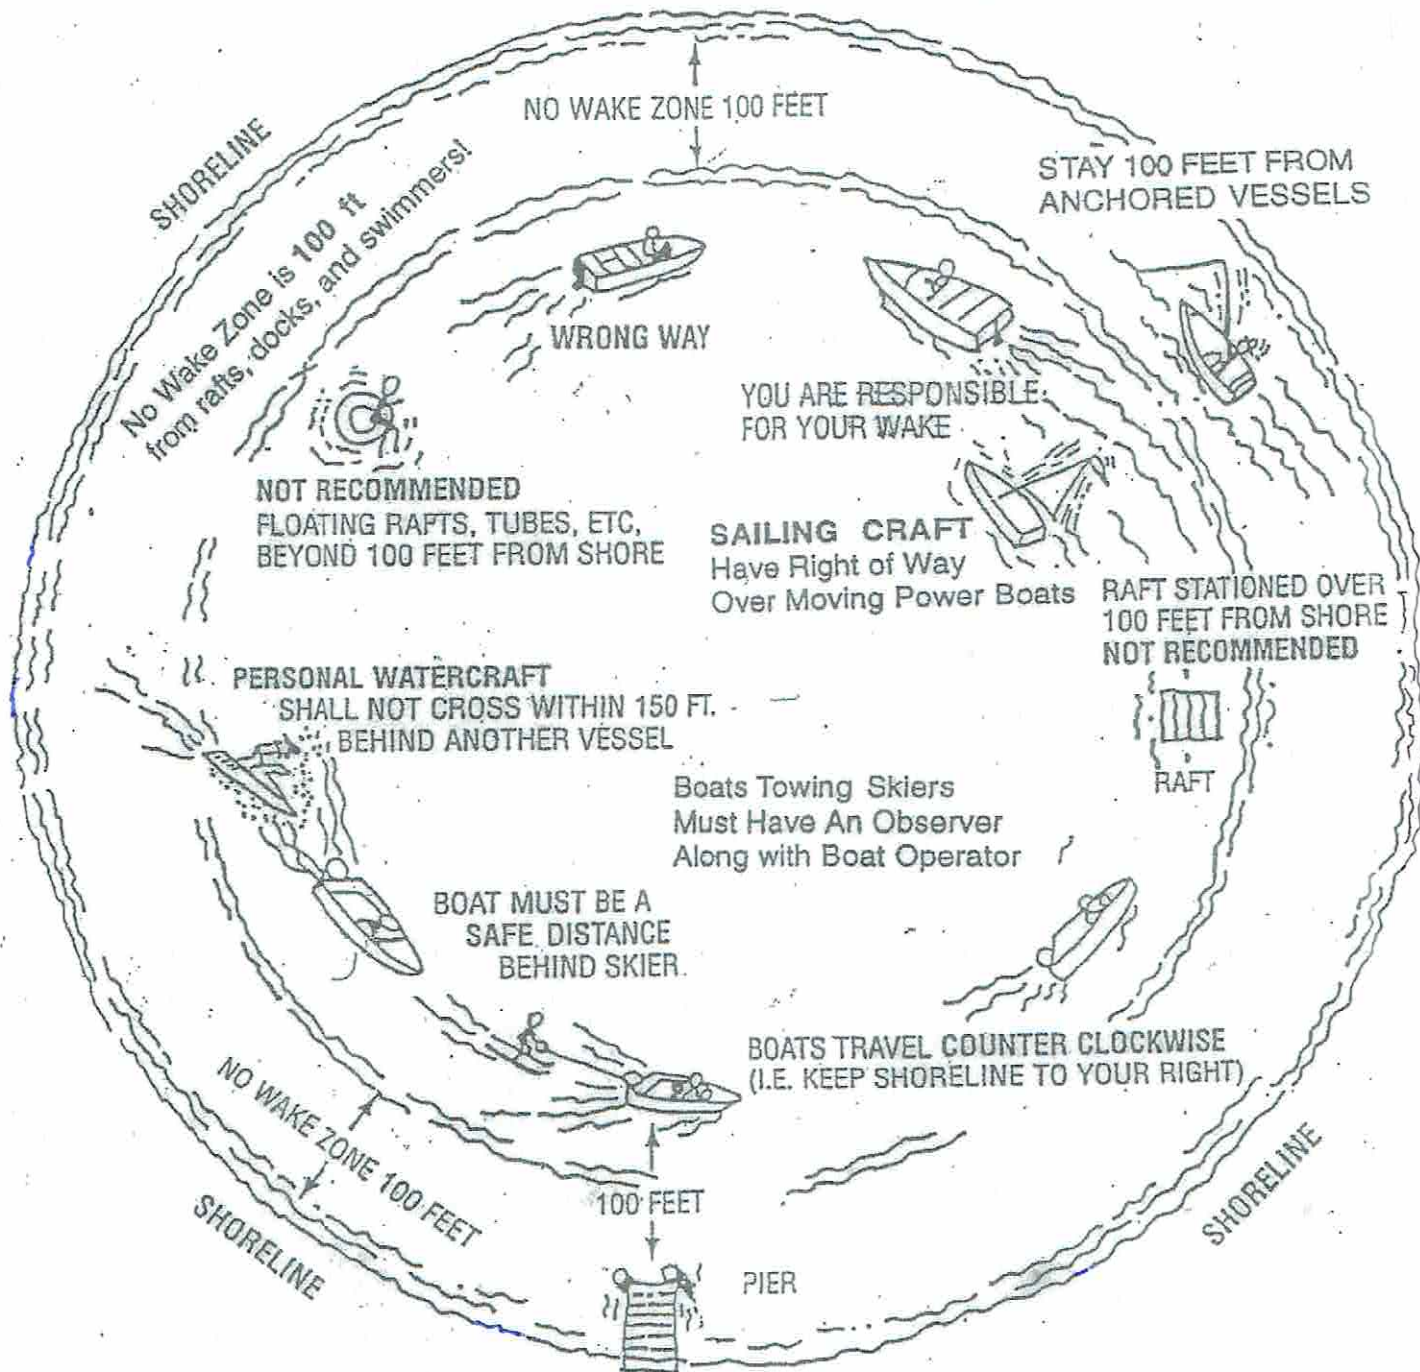 NO WAKE ZONE 100 FEET
SHORELINE
No Wake Zone is 100 ft
from rafts, docks, and swimmers!
STAY 100 FEET FROM
ANCHORED VESSELS
WRONG WAY
YOU ARE RESPONSIBLE
FOR YOUR WAKE
NOT RECOMMENDED
FLOATING RAFTS, TUBES, ETC,
BEYOND 100 FEET FROM SHORE
SAILING CRAFT
Have Right of Way
Over Moving Power Boats
RAFT STATIONED OVER
100 FEET FROM SHORE
NOT RECOMMENDED
RAFT
PERSONAL WATERCRAFT
SHALL NOT CROSS WITHIN 150 FT.
BEHIND ANOTHER VESSEL
Boats Towing Skiers
Must Have An Observer
Along with Boat Operator
BOAT MUST BE A
SAFE DISTANCE
BEHIND SKIER
BOATS TRAVEL COUNTER CLOCKWISE
(I.E. KEEP SHORELINE TO YOUR RIGHT)
NO WAKE ZONE 100 FEET
SHORELINE
100 FEET
PIER
SHORELINE